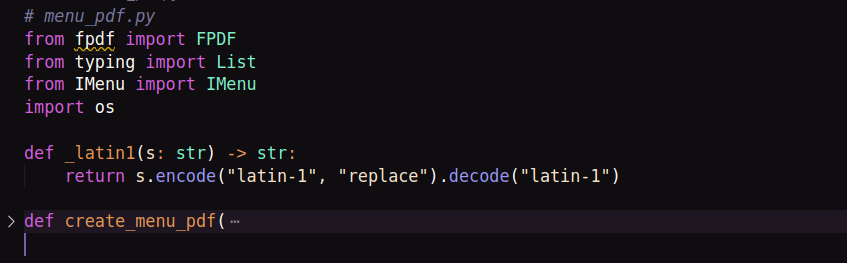 # menu_pdf.py
from fpdf import FPDF
from typing import List
from IMenu import IMenu
import os
def _latin1(s: str) -> str:
return s.encode("latin-1", "replace").decode("latin-1")
def create_menu_pdf(⋯